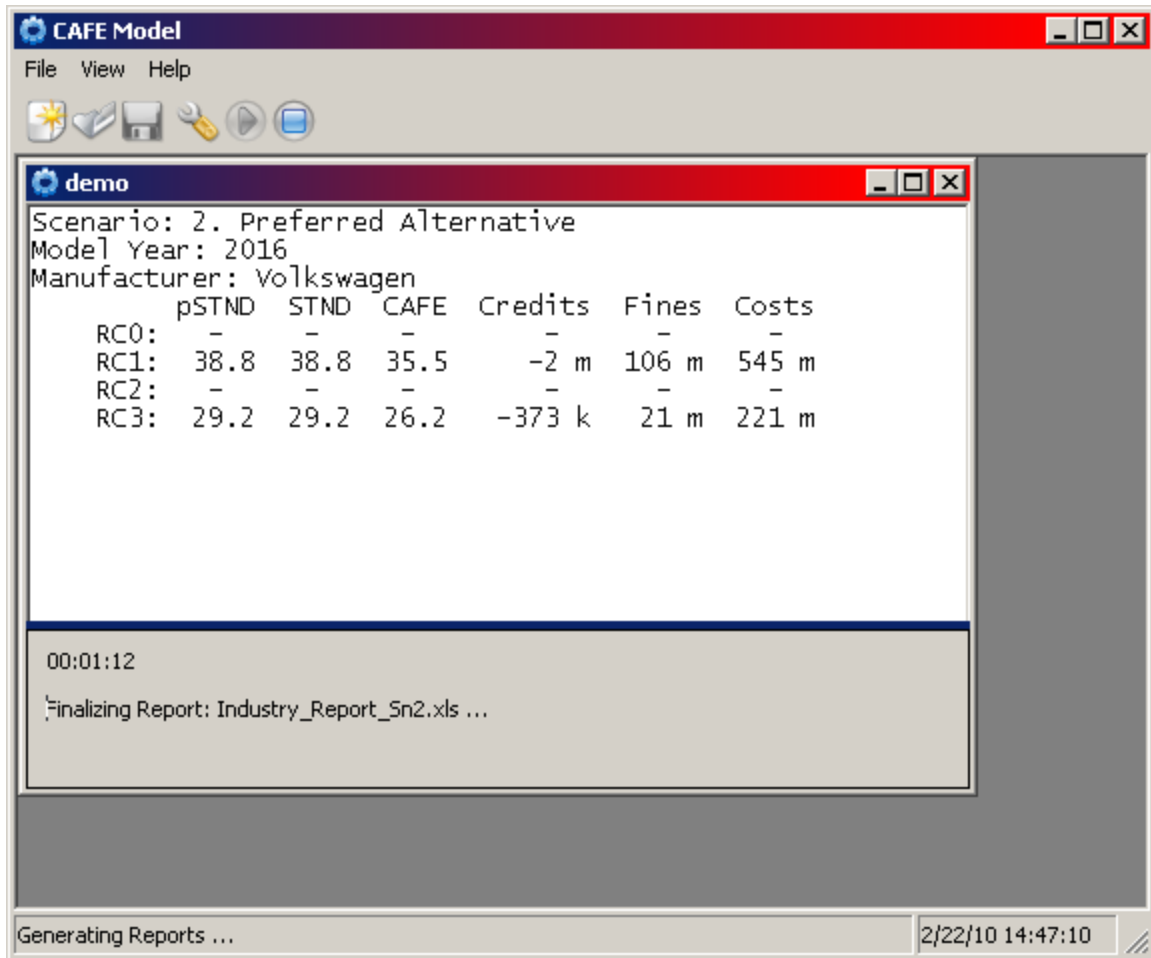 CAFE Model
File View Help
demo
Scenario: 2. Preferred Alternative
Model Year: 2016
Manufacturer: Volkswagen
pSTND STND CAFE Credits Fines Costs
RC0: - - - - - -
RC1: 38.8 38.8 35.5 -2 m 106 m 545 m
RC2: - - - - - -
RC3: 29.2 29.2 26.2 -373 k 21 m 221 m
00:01:12
Finalizing Report: Industry_Report_Sn2.xls ...
Generating Reports ... 2/22/10 14:47:10